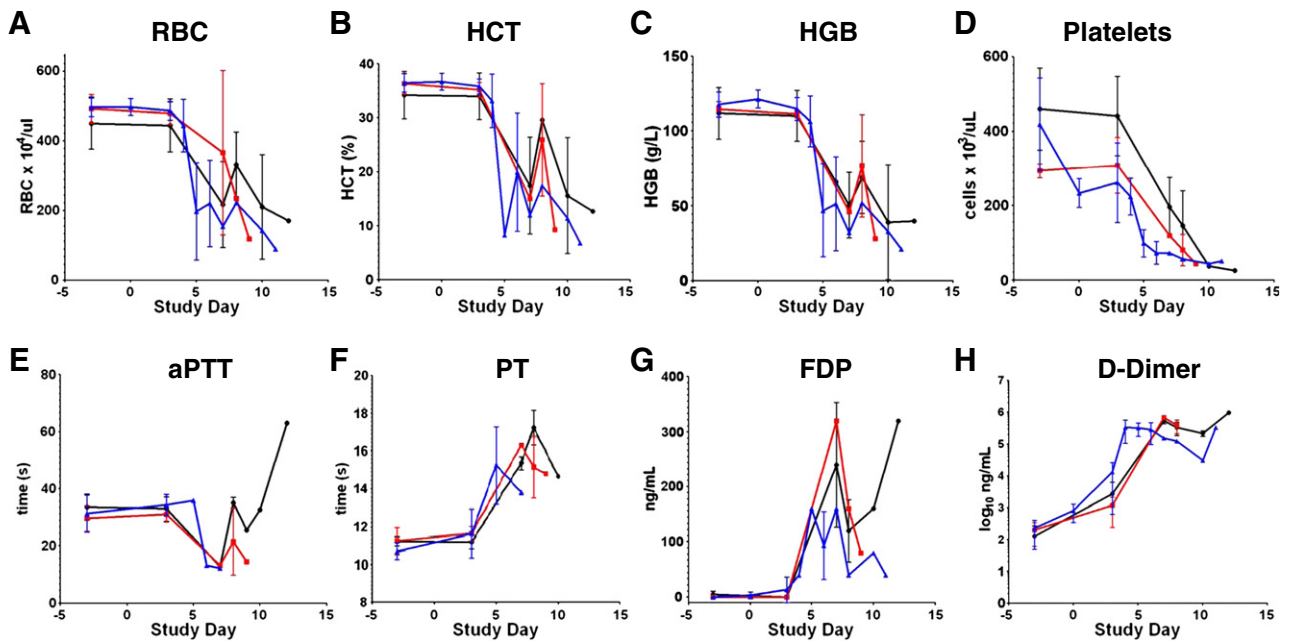 A RBC
RBC x 10⁴/ul
600
400
200
0
-5 0 5 10 15
Study Day
B HCT
HCT (%)
40
30
20
10
0
-5 0 5 10 15
Study Day
C HGB
HGB (g/L)
150
100
50
0
-5 0 5 10 15
Study Day
D Platelets
cells x 10³/uL
600
400
200
0
-5 0 5 10 15
Study Day
E aPTT
time (s)
80
60
40
20
0
-5 0 5 10 15
Study Day
F PT
time (s)
20
18
16
14
12
10
8
-5 0 5 10 15
Study Day
G FDP
ng/mL
400
300
200
100
0
-5 0 5 10 15
Study Day
H D-Dimer
log₁₀ ng/mL
7
6
5
4
3
2
1
0
-5 0 5 10 15
Study Day